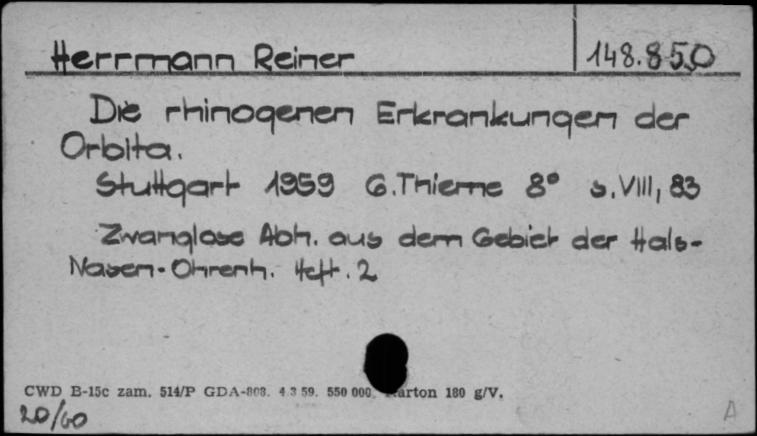 Herrmann Reiner 148.850
Die rhinogenen Erkrankungen der
Orbita.
Stuttgart 1959 G. Thieme 8° s. VIII, 83
Zwanglose Abh. aus dem Gebiet der Hals-
Nasen-Ohrenh. Heft. 2
CWD B-15c zam. 514/P GDA-808. 4 3 59. 550 000. Karton 180 g/V.
20/60
A